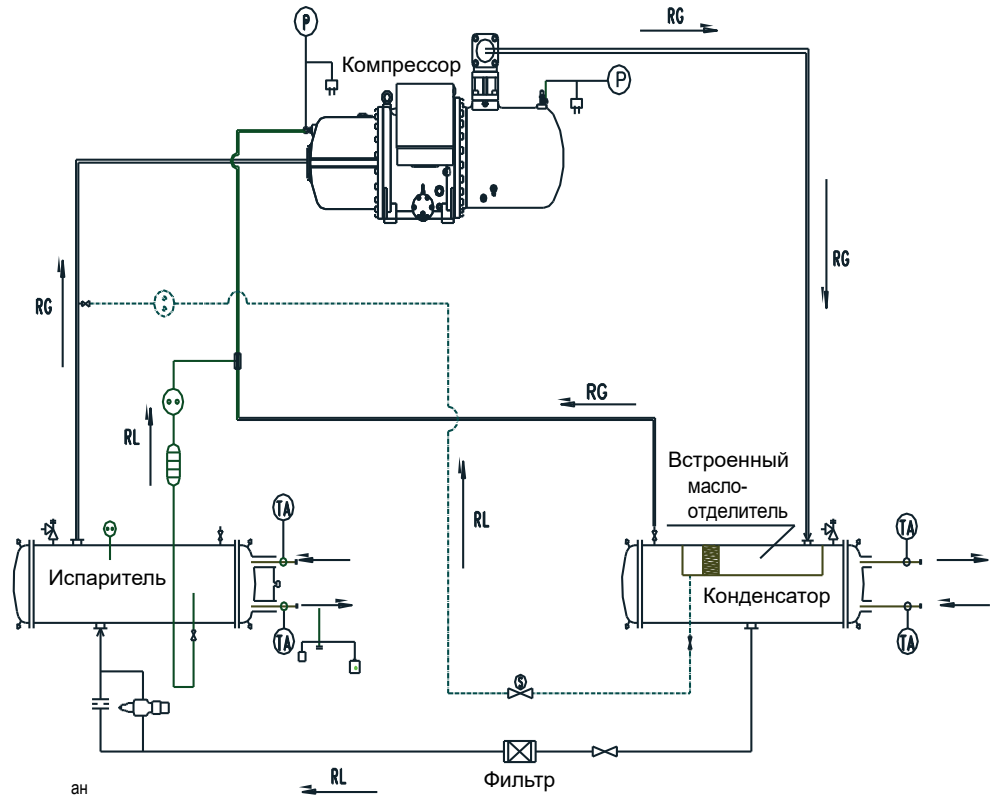 P
RG
Компрессор
P
RG
RG
RG
RL
Встроенный
масло-
отделитель
RL
TA
TA
Испаритель
Конденсатор
TA
TA
S
Фильтр
RL
ан